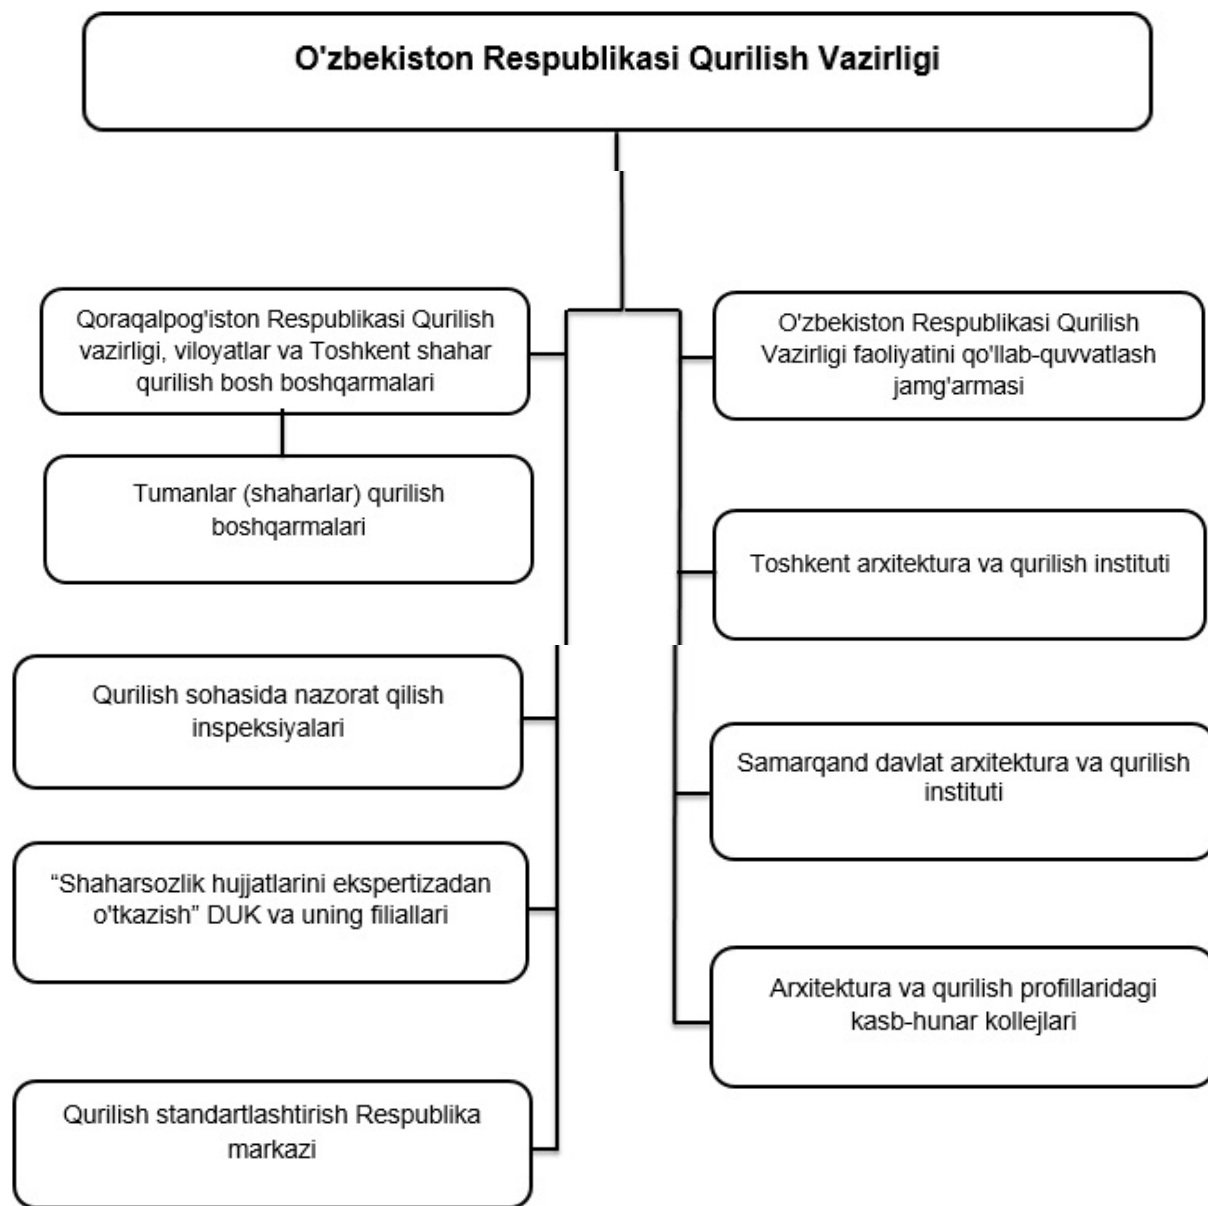 O'zbekiston Respublikasi Qurilish Vazirligi
Qoraqalpog'iston Respublikasi Qurilish
vazirligi, viloyatlar va Toshkent shahar
qurilish bosh boshqarmalari
Tumanlar (shaharlar) qurilish
boshqarmalari
Qurilish sohasida nazorat qilish
inspeksiyalari
“Shaharsozlik hujjatlarini ekspertizadan
o'tkazish” DUK va uning filiallari
Qurilish standartlashtirish Respublika
markazi
O'zbekiston Respublikasi Qurilish
Vazirligi faoliyatini qo'llab-quvvatlash
jamg'armasi
Toshkent arxitektura va qurilish instituti
Samarqand davlat arxitektura va qurilish
instituti
Arxitektura va qurilish profillaridagi
kasb-hunar kollejlari